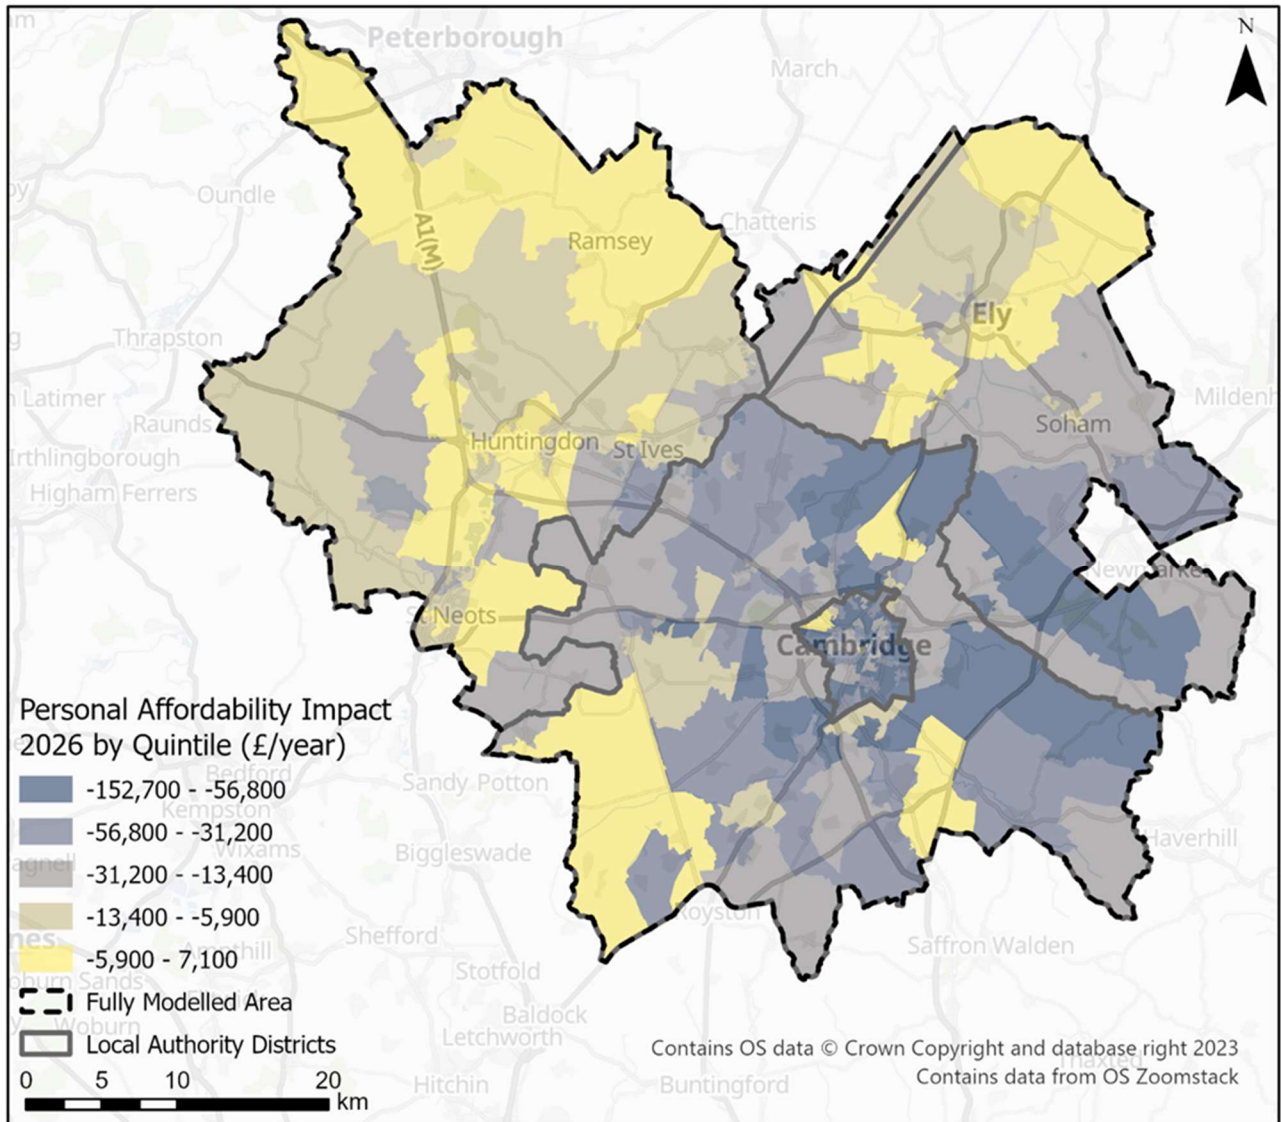 N
Peterborough
March
Oundle
Chatteris
A1(M)
Ramsey
Ely
Thrapston
Latimer
Raunds
Irthlingborough
Higham Ferrers
Huntingdon
St Ives
Soham
Newmarket
St Neots
Cambridge
Personal Affordability Impact
2026 by Quintile (£/year)
-152,700 - -56,800
-56,800 - -31,200
-31,200 - -13,400
-13,400 - -5,900
-5,900 - 7,100
Fully Modelled Area
Local Authority Districts
0 5 10 20
km
Bedford
Kempston
Wixams
Sandy Potton
Biggleswade
Haverhill
Royston
Shefford
Ampthill
Saffron Walden
Stotfold
Woburn Sands
Woburn
Baldock
Letchworth
Hitchin
Buntingford
Thaxted
Contains OS data © Crown Copyright and database right 2023
Contains data from OS Zoomstack